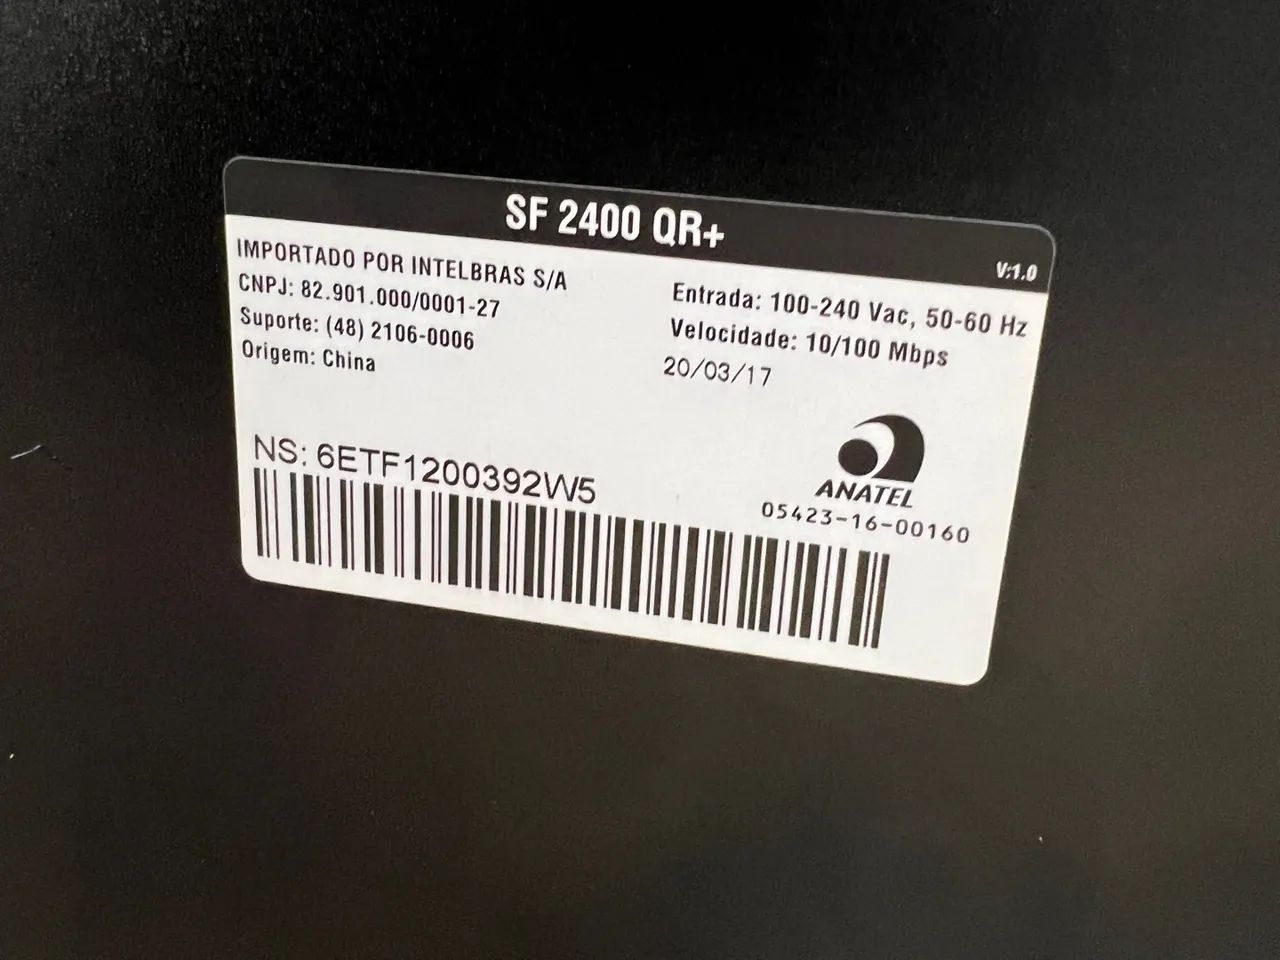 SF 2400 QR+
V:1.0
IMPORTADO POR INTELBRAS S/A
CNPJ: 82.901.000/0001-27
Suporte: (48) 2106-0006
Origem: China
Entrada: 100-240 Vac, 50-60 Hz
Velocidade: 10/100 Mbps
20/03/17
NS: 6ETF1200392W5
ANATEL
05423-16-00160